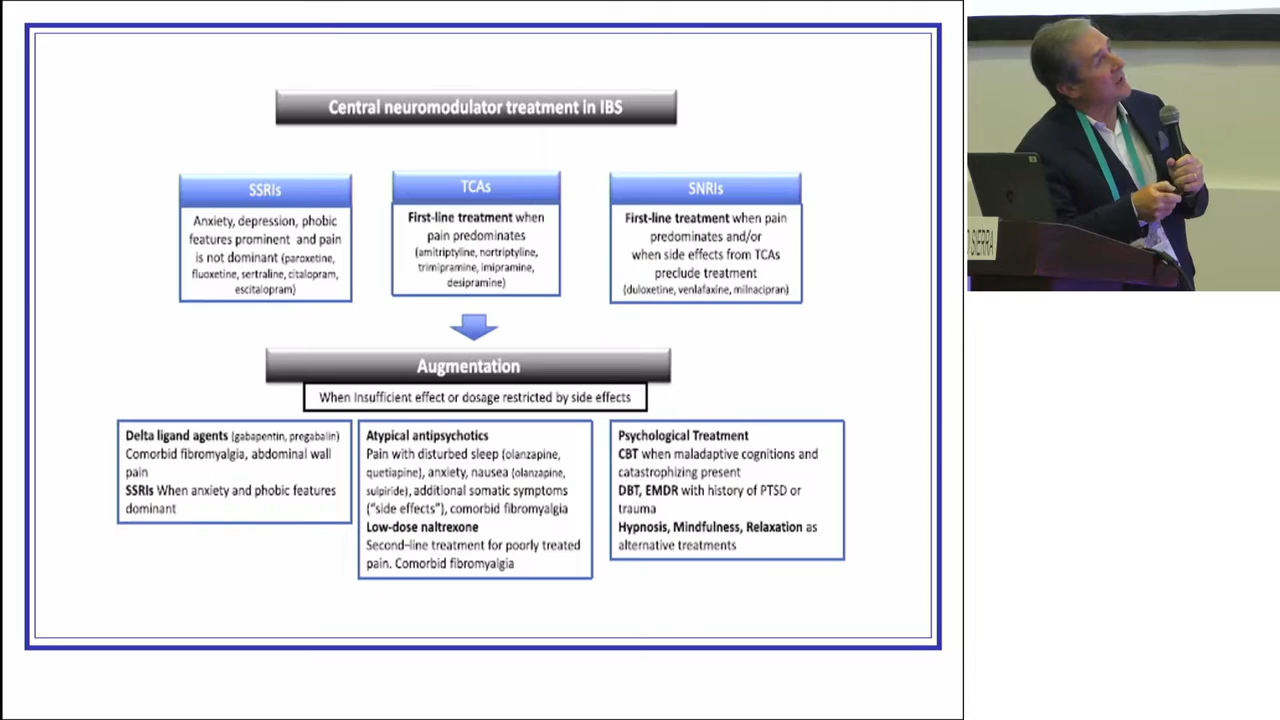 Central neuromodulator treatment in IBS
SSRIs
Anxiety, depression, phobic
features prominent and pain
is not dominant (paroxetine,
fluoxetine, sertraline, citalopram,
escitalopram)
TCAs
First-line treatment when
pain predominates
(amitriptyline, nortriptyline,
trimipramine, imipramine,
desipramine)
SNRIs
First-line treatment when pain
predominates and/or
when side effects from TCAs
preclude treatment
(duloxetine, venlafaxine, milnacipran)
Augmentation
When Insufficient effect or dosage restricted by side effects
Delta ligand agents (gabapentin, pregabalin)
Comorbid fibromyalgia, abdominal wall
pain
SSRIs When anxiety and phobic features
dominant
Atypical antipsychotics
Pain with disturbed sleep (olanzapine,
quetiapine), anxiety, nausea (olanzapine,
sulpiride), additional somatic symptoms
("side effects"), comorbid fibromyalgia
Low-dose naltrexone
Second–line treatment for poorly treated
pain. Comorbid fibromyalgia
Psychological Treatment
CBT when maladaptive cognitions and
catastrophizing present
DBT, EMDR with history of PTSD or
trauma
Hypnosis, Mindfulness, Relaxation as
alternative treatments
SIERRA